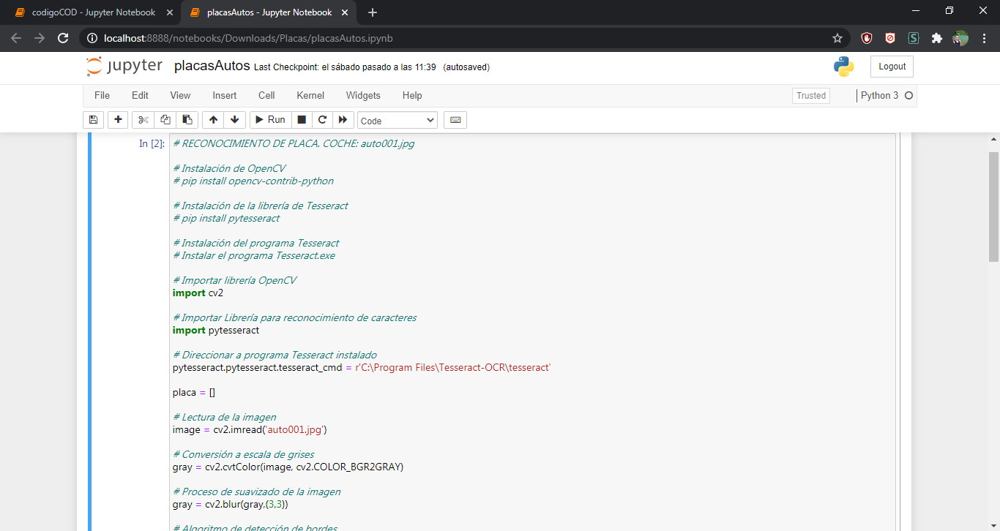 codigoCOD - Jupyter Notebook
placasAutos - Jupyter Notebook
localhost:8888/notebooks/Downloads/Placas/placasAutos.ipynb
jupyter placasAutos Last Checkpoint: el sábado pasado a las 11:39 (autosaved)
Logout
File Edit View Insert Cell Kernel Widgets Help
Trusted
Python 3
Run
Code
In [2]:
# RECONOCIMIENTO DE PLACA. COCHE: auto001.jpg
# Instalación de OpenCV
# pip install opencv-contrib-python
# Instalación de la librería de Tesseract
# pip install pytesseract
# Instalación del programa Tesseract
# Instalar el programa Tesseract.exe
# Importar librería OpenCV
import cv2
# Importar Librería para reconocimiento de caracteres
import pytesseract
# Direccionar a programa Tesseract instalado
pytesseract.pytesseract.tesseract_cmd = r'C:\Program Files\Tesseract-OCR\tesseract'
placa = []
# Lectura de la imagen
image = cv2.imread('auto001.jpg')
# Conversión a escala de grises
gray = cv2.cvtColor(image, cv2.COLOR_BGR2GRAY)
# Proceso de suavizado de la imagen
gray = cv2.blur(gray,(3,3))
# Algoritmo de detección de bordes